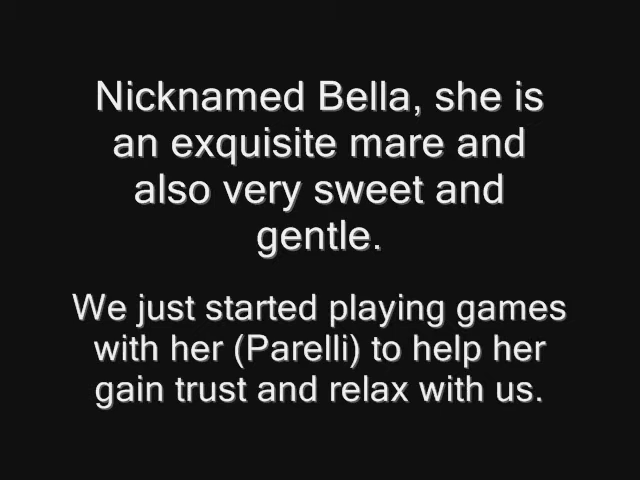 Nicknamed Bella, she is
an exquisite mare and
also very sweet and
gentle.
We just started playing games
with her (Parelli) to help her
gain trust and relax with us.